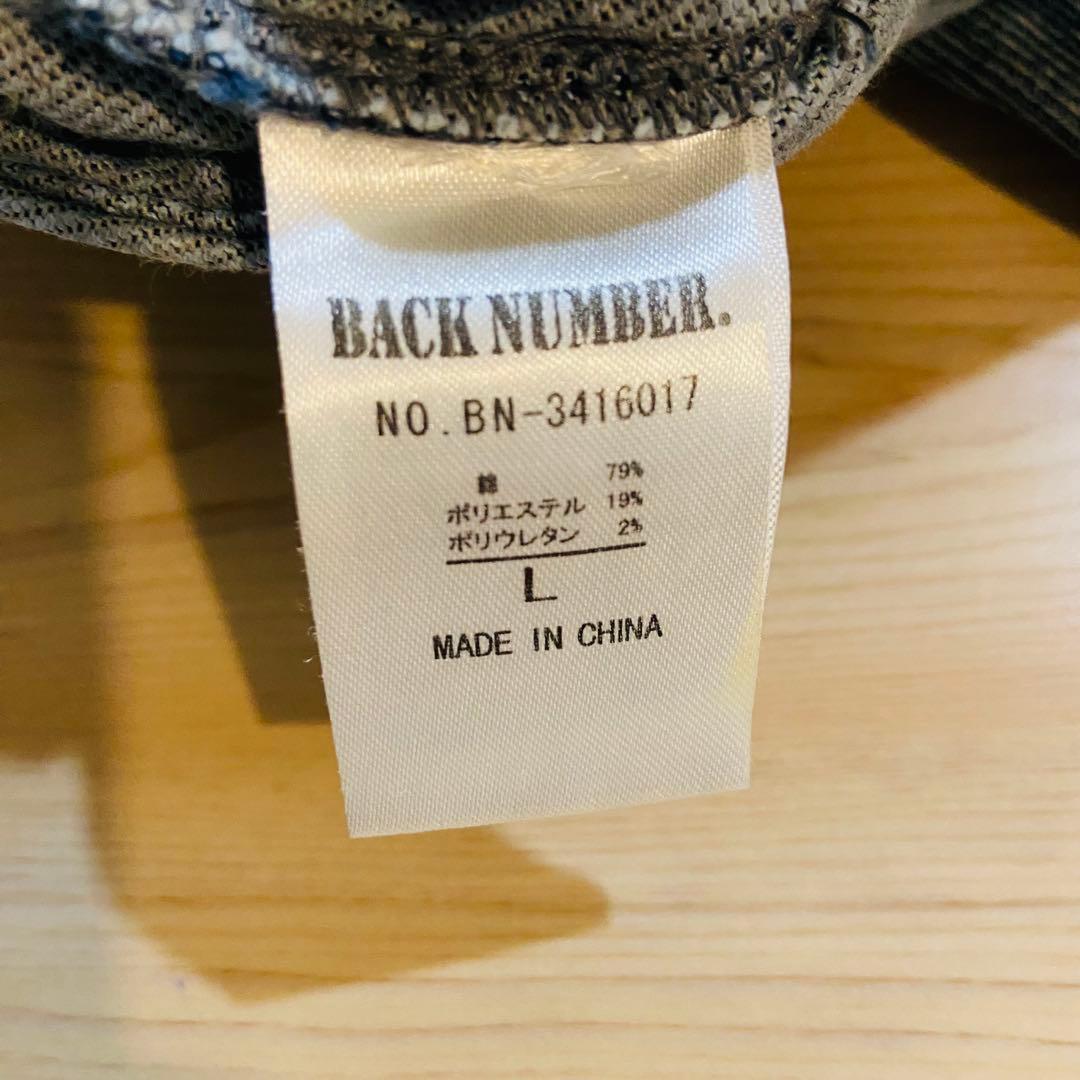 BACK NUMBER.
NO.BN-3416017
綿 79%
ポリエステル 19%
ポリウレタン 2%
L
MADE IN CHINA